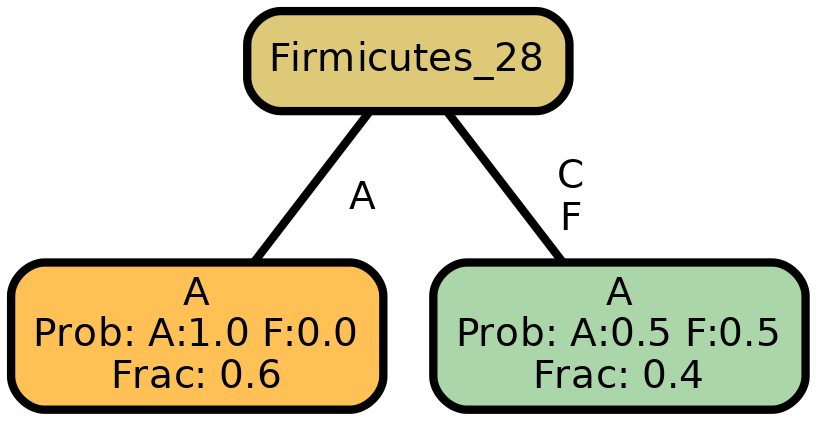 Firmicutes_28
A
C
F
A
Prob: A:1.0 F:0.0
Frac: 0.6
A
Prob: A:0.5 F:0.5
Frac: 0.4